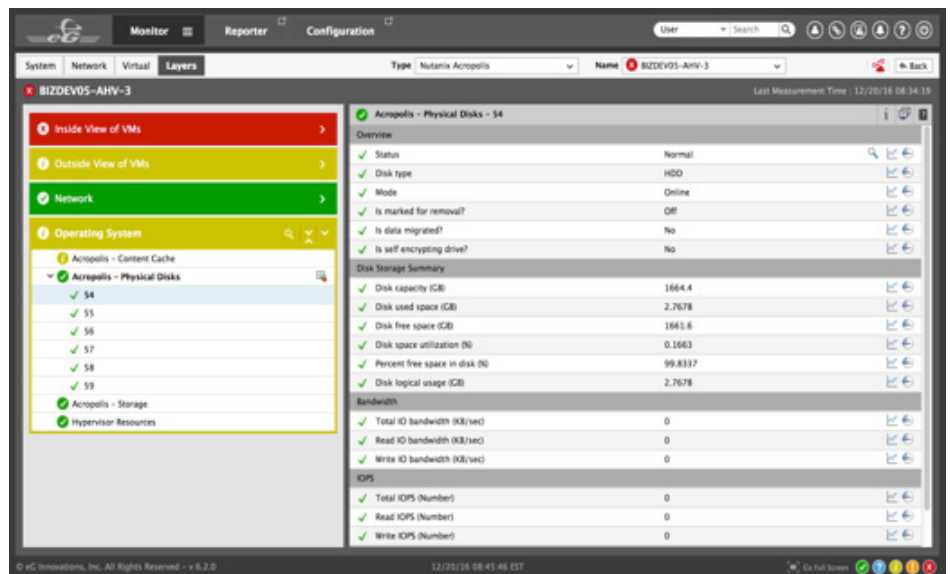 eG
Monitor
Reporter
Configuration
User
Search
System Network Virtual Layers
Type Nutanix Acropolis
Name BIZDEV05-AHV-3
Back
BIZDEV05-AHV-3
Last Measurement Time : 12/20/16 08:34:19
Inside View of VMs
Outside View of VMs
Network
Operating System
Acropolis - Content Cache
Acropolis - Physical Disks
54
55
56
57
58
59
Acropolis - Storage
Hypervisor Resources
Acropolis - Physical Disks - 54
Overview
Status Normal
Disk type HDD
Mode Online
Is marked for removal? Off
Is data migrated? No
Is self encrypting drive? No
Disk Storage Summary
Disk capacity (GB) 1664.4
Disk used space (GB) 2.7678
Disk free space (GB) 1661.6
Disk space utilization (%) 0.1663
Percent free space in disk (%) 99.8337
Disk logical usage (GB) 2.7678
Bandwidth
Total IO bandwidth (KB/sec) 0
Read IO bandwidth (KB/sec) 0
Write IO bandwidth (KB/sec) 0
IOPS
Total IOPS (Number) 0
Read IOPS (Number) 0
Write IOPS (Number) 0
© eG Innovations, Inc. All Rights Reserved - v 6.2.0
12/20/16 08:45:46 EST
Go Full Screen